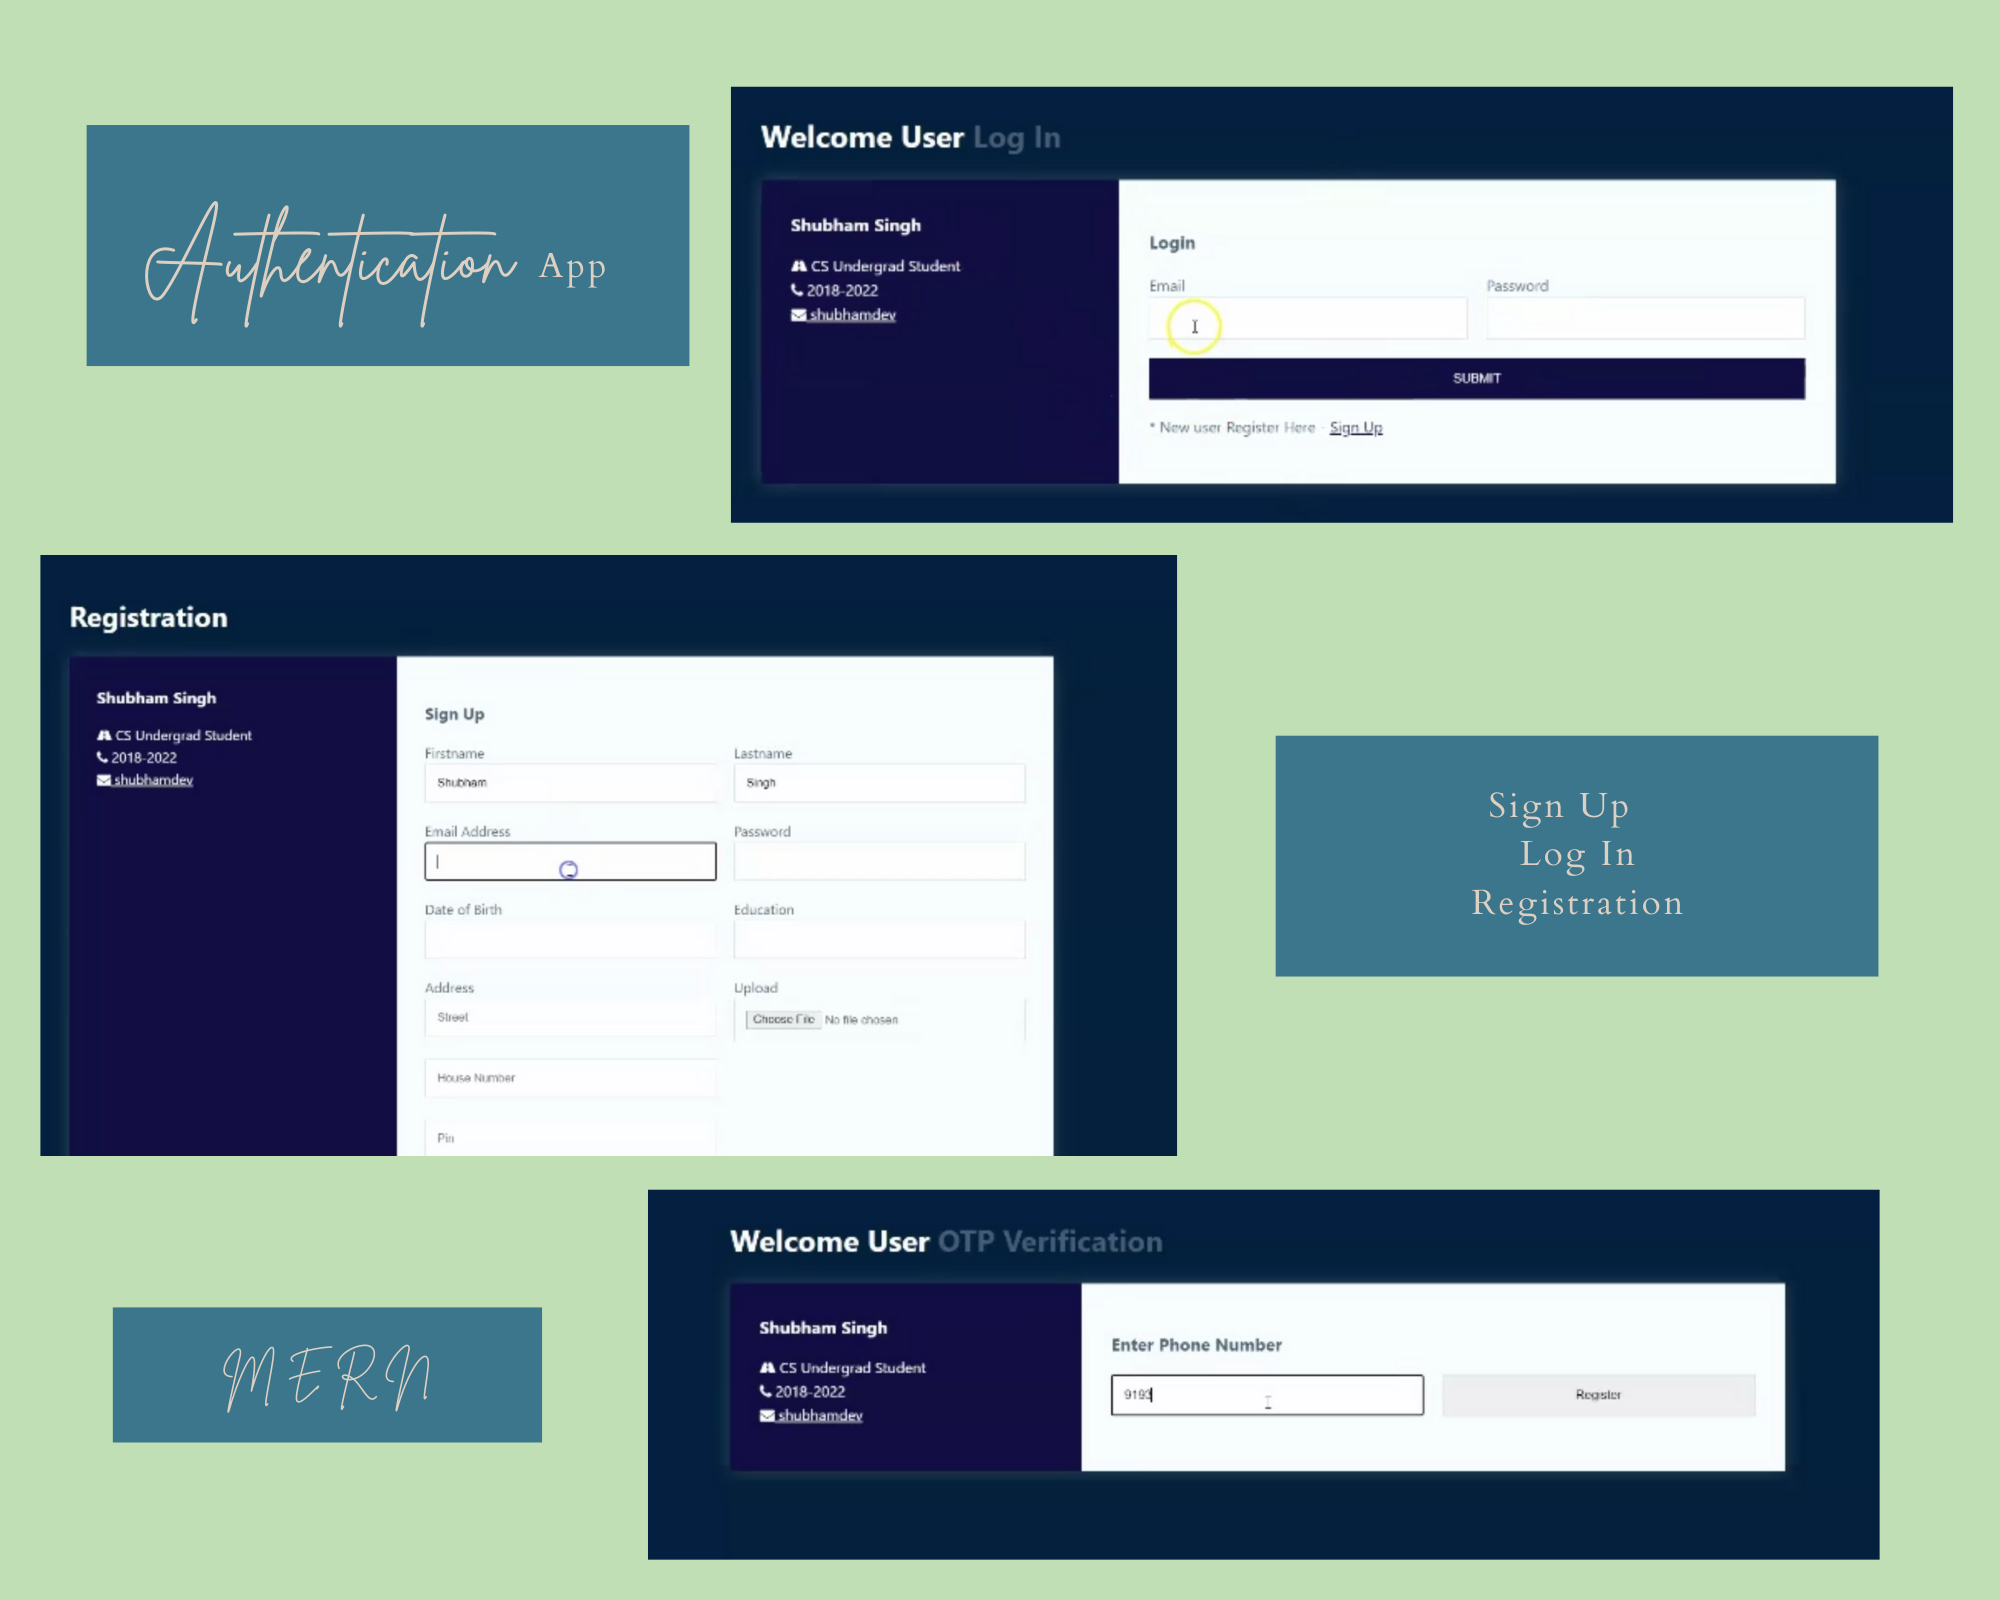 Authentication App
Welcome User Log In
Shubham Singh
CS Undergrad Student
2018-2022
shubhamdev
Login
Email
Password
SUBMIT
* New user Register Here - Sign Up
Registration
Shubham Singh
CS Undergrad Student
2018-2022
shubhamdev
Sign Up
Firstname
Lastname
Shubham
Singh
Email Address
Password
Date of Birth
Education
Address
Upload
Street
Choose File No file chosen
House Number
Pin
Sign Up
Log In
Registration
MERN
Welcome User OTP Verification
Shubham Singh
CS Undergrad Student
2018-2022
shubhamdev
Enter Phone Number
9193
Register